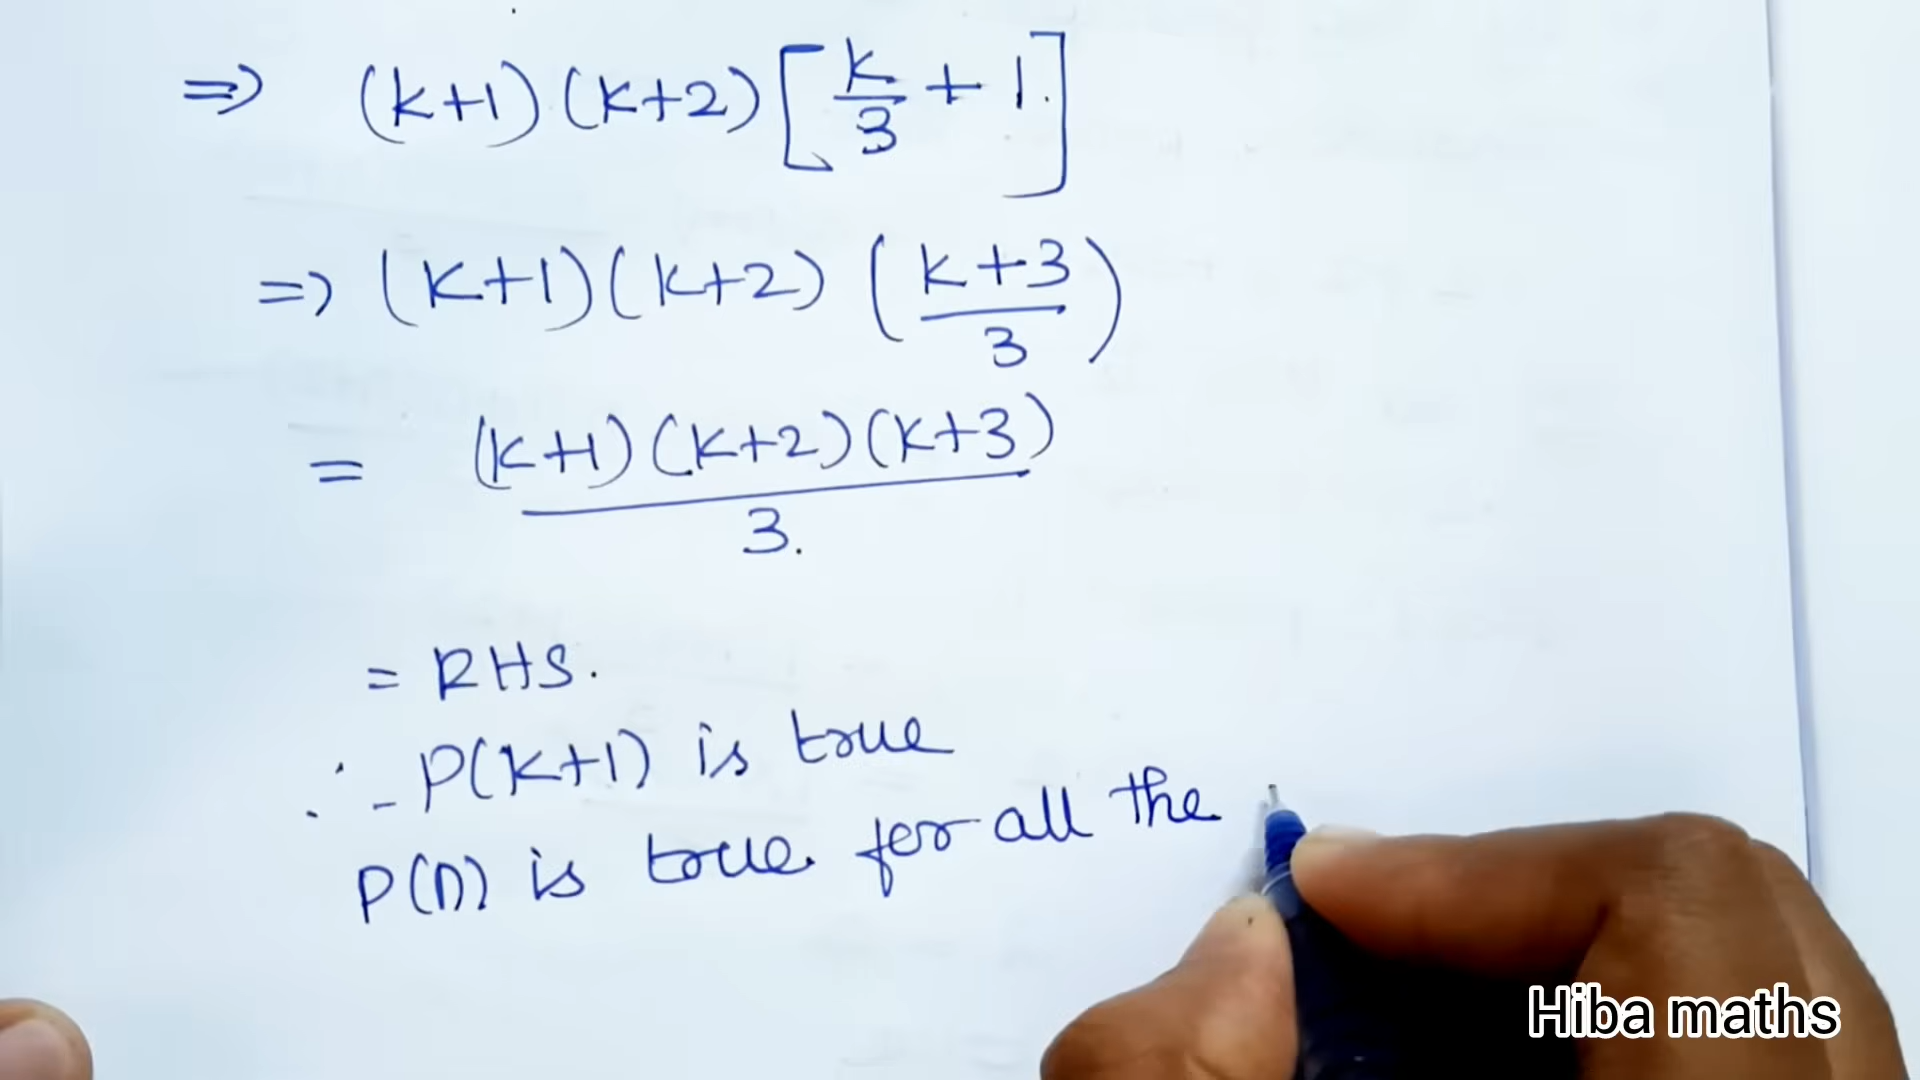 ⇒ (k+1)(k+2)[k/3 + 1.]
⇒ (k+1)(k+2)(k+3/3)
= (k+1)(k+2)(k+3)/3.
= RHS.
∴ P(k+1) is true
P(n) is true for all the
Hiba maths